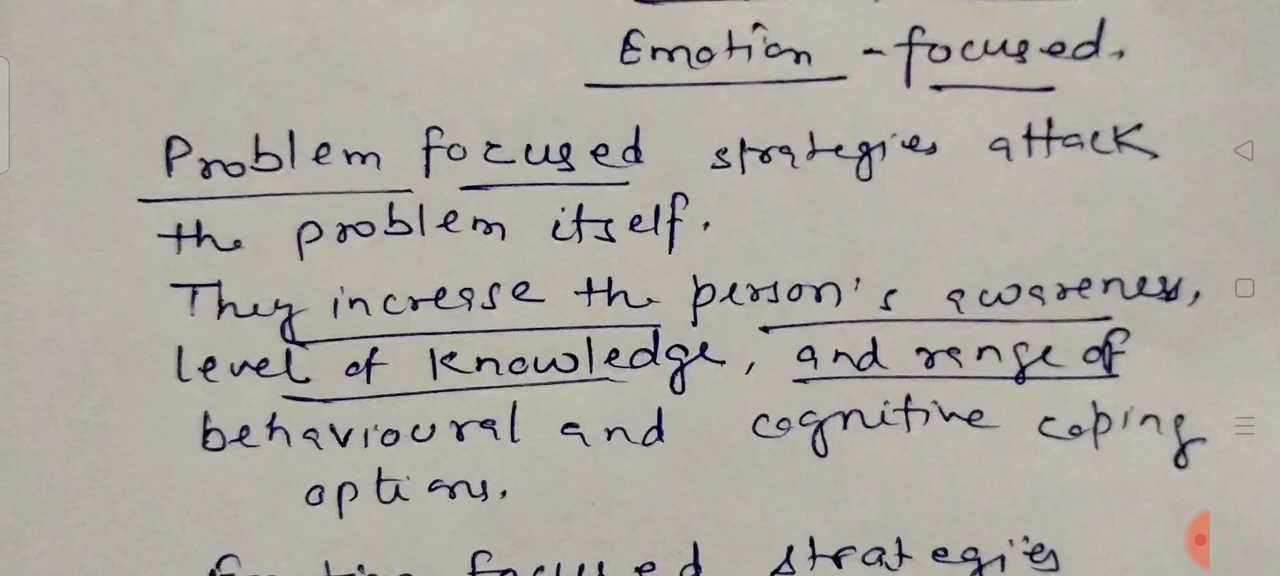 Emotion - focused.
Problem focused strategies attack
the problem itself.
They increase the person's awareness,
level of knowledge, and range of
behavioural and cognitive coping
options.
focused strategies